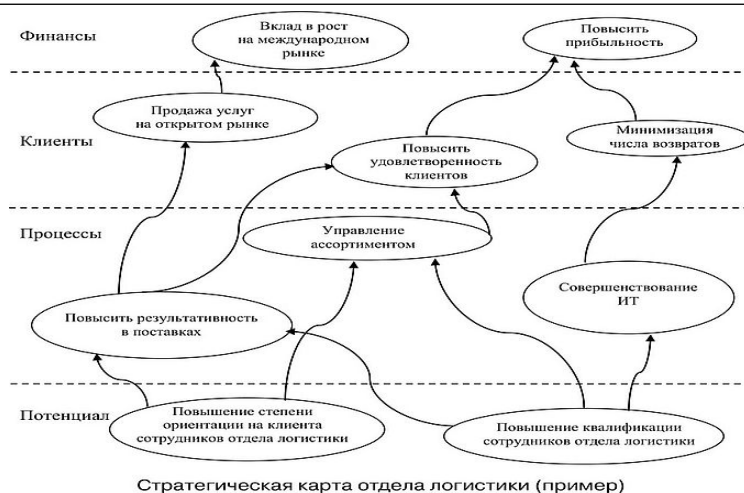 Финансы
Вклад в рост
на международном
рынке
Повысить
прибыльность
Клиенты
Продажа услуг
на открытом рынке
Повысить
удовлетворенность
клиентов
Минимизация
числа возвратов
Процессы
Управление
ассортиментом
Повысить результативность
в поставках
Совершенствование
ИТ
Потенциал
Повышение степени
ориентации на клиента
сотрудников отдела логистики
Повышение квалификации
сотрудников отдела логистики
Стратегическая карта отдела логистики (пример)